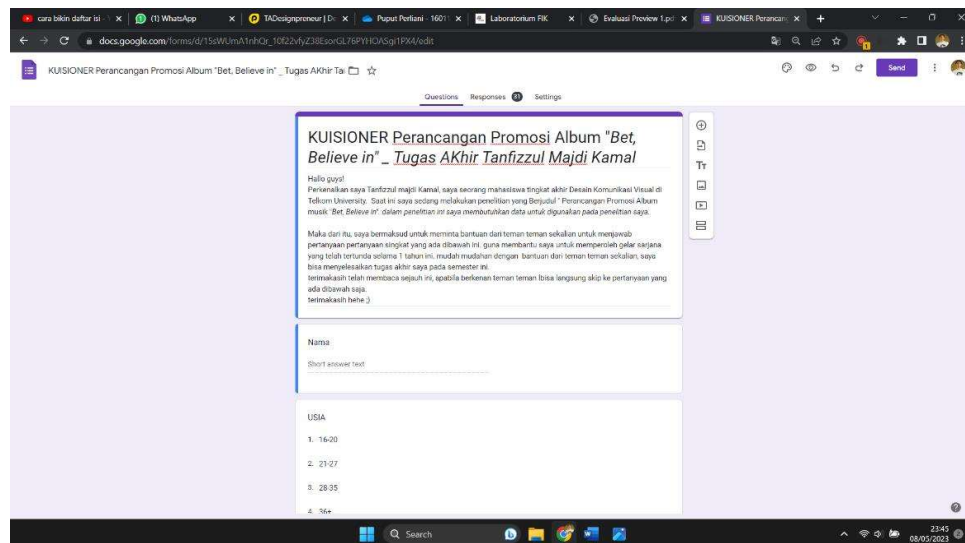 cara bikin daftar isi -
(1) WhatsApp
TADesignpreneur | D
Puput Perfiani - 1601
Laboratorium FIK
Evaluasi Preview 1.p
KUISIONER Perancan
docs.google.com/forms/d/15sWUmA1nhQr_10f22vfyZ38EsorGL76PYHOASgi1PX4/edit
KUISIONER Perancangan Promosi Album "Bet, Believe in" _ Tugas AKhir Ta
Send
Questions Responses 31 Settings
KUISIONER Perancangan Promosi Album "Bet,
Believe in" _ Tugas AKhir Tanfizzul Majdi Kamal
Hallo guys!
Perkenalkan saya Tanfizzul majdi Kamal, saya seorang mahasiswa tingkat akhir Desain Komunikasi Visual di
Telkom University. Saat ini saya sedang melakukan penelitian yang Berjudul " Perancangan Promosi Album
musik "Bet, Believe in". dalam penelitian ini saya membutuhkan data untuk digunakan pada penelitian saya.
Maka dari itu, saya bermaksud untuk meminta bantuan dari teman teman sekalian untuk menjawab
pertanyaan pertanyaan singkat yang ada dibawah ini. guna membantu saya untuk memperoleh gelar sarjana
yang telah tertunda selama 1 tahun ini. mudah mudahan dengan bantuan dari teman teman sekalian, saya
bisa menyelesaikan tugas akhir saya pada semester ini.
terimakasih telah membaca sejauh ini, apabila berkenan teman teman lbisa langsung akip ke pertanyaan yang
ada dibawah saja.
terimakasih hehe ;)
Nama
Short answer text
USIA
1. 16-20
2. 21-27
3. 28-35
4. 36+
Search
23:45
08/05/2023